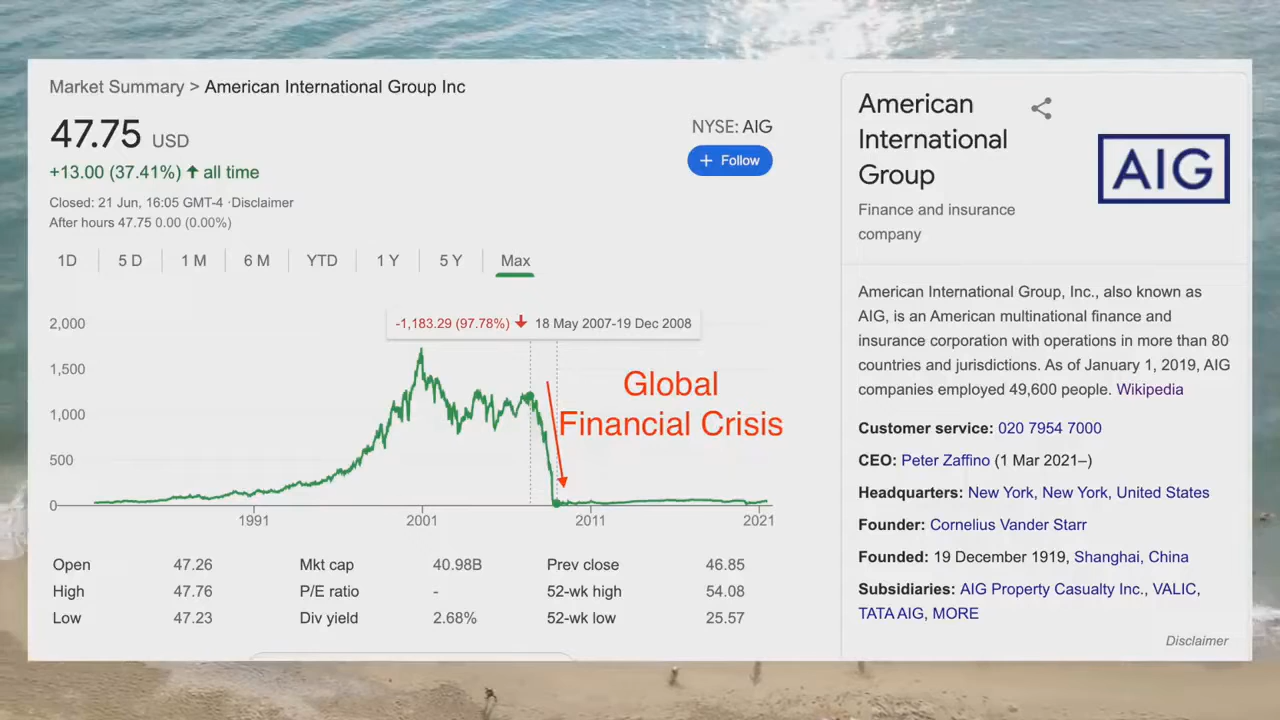 Market Summary > American International Group Inc
47.75 USD
+13.00 (37.41%) ↑ all time
Closed: 21 Jun, 16:05 GMT-4 ·Disclaimer
After hours 47.75 0.00 (0.00%)
NYSE: AIG
+ Follow
1D 5 D 1 M 6 M YTD 1 Y 5 Y Max
-1,183.29 (97.78%) ↓ 18 May 2007-19 Dec 2008
2,000
1,500
1,000
500
0
Global
Financial Crisis
1991 2001 2011 2021
Open 47.26 Mkt cap 40.98B Prev close 46.85
High 47.76 P/E ratio - 52-wk high 54.08
Low 47.23 Div yield 2.68% 52-wk low 25.57
American
International
Group
Finance and insurance
company
AIG
American International Group, Inc., also known as
AIG, is an American multinational finance and
insurance corporation with operations in more than 80
countries and jurisdictions. As of January 1, 2019, AIG
companies employed 49,600 people. Wikipedia
Customer service: 020 7954 7000
CEO: Peter Zaffino (1 Mar 2021–)
Headquarters: New York, New York, United States
Founder: Cornelius Vander Starr
Founded: 19 December 1919, Shanghai, China
Subsidiaries: AIG Property Casualty Inc., VALIC,
TATA AIG, MORE
Disclaimer